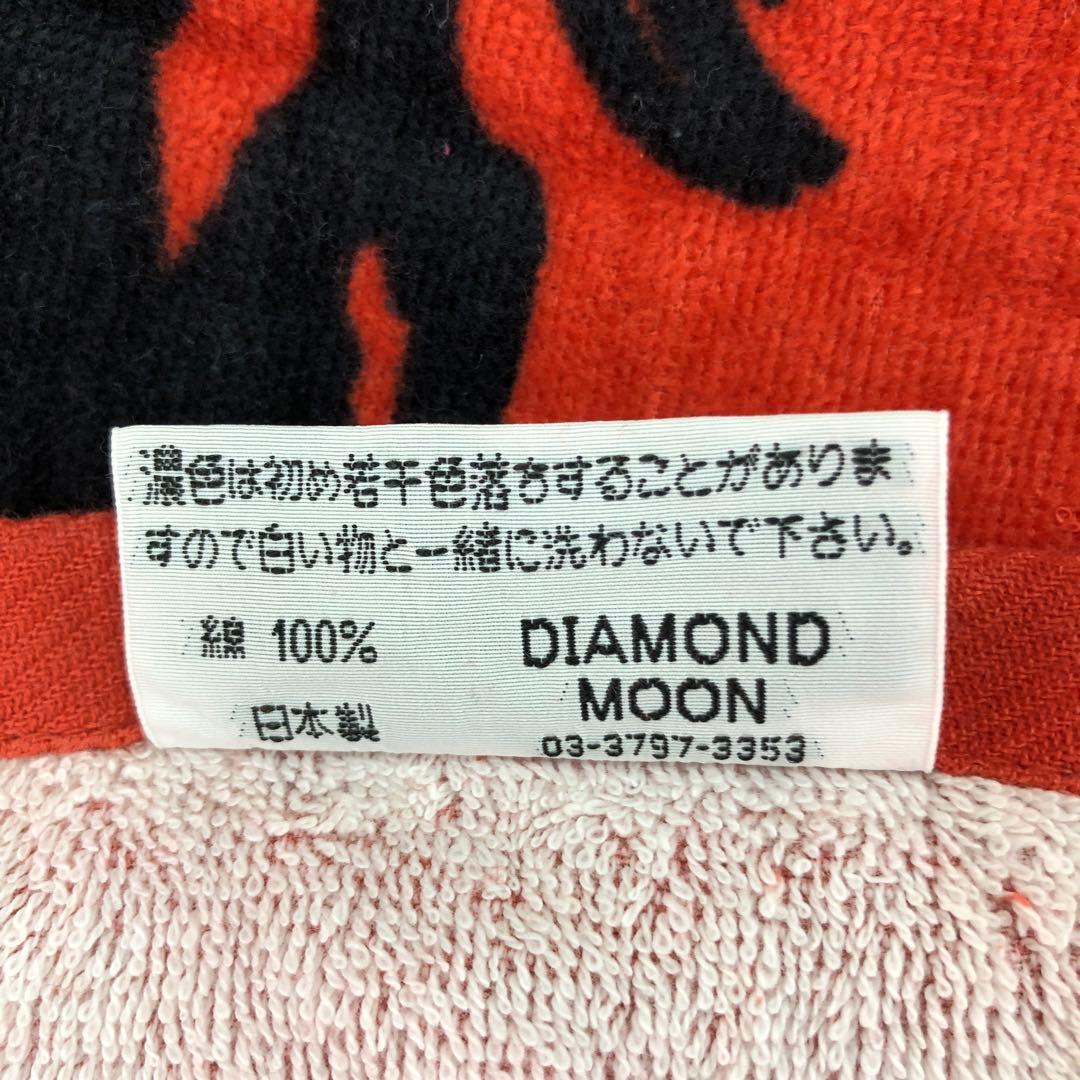 濃色は初め若干色落ちすることがありま
すので白い物と一緒に洗わないで下さい。
綿 100%
日本製
DIAMOND
MOON
03-3797-3353